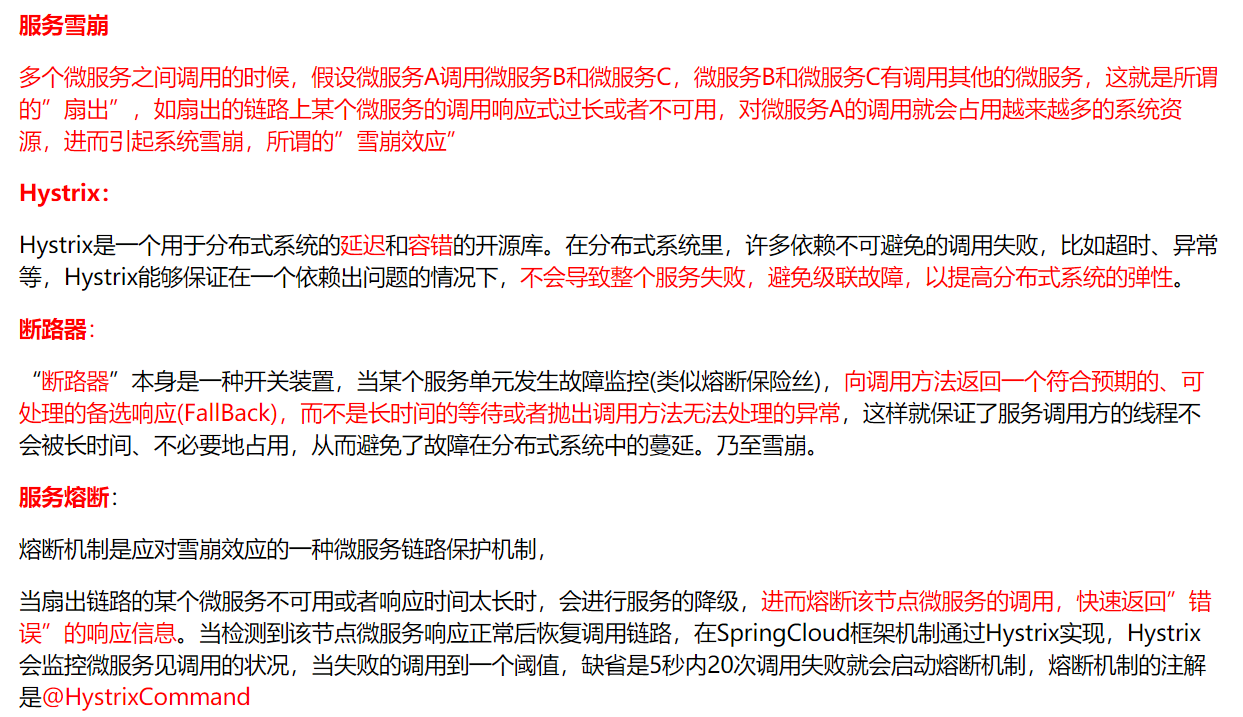 服务雪崩
多个微服务之间调用的时候，假设微服务A调用微服务B和微服务C，微服务B和微服务C有调用其他的微服务，这就是所谓
的”扇出”，如扇出的链路上某个微服务的调用响应式过长或者不可用，对微服务A的调用就会占用越来越多的系统资
源，进而引起系统雪崩，所谓的”雪崩效应”
Hystrix：
Hystrix是一个用于分布式系统的延迟和容错的开源库。在分布式系统里，许多依赖不可避免的调用失败，比如超时、异常
等，Hystrix能够保证在一个依赖出问题的情况下，不会导致整个服务失败，避免级联故障，以提高分布式系统的弹性。
断路器：
“断路器”本身是一种开关装置，当某个服务单元发生故障监控(类似熔断保险丝)，向调用方法返回一个符合预期的、可
处理的备选响应(FallBack)，而不是长时间的等待或者抛出调用方法无法处理的异常，这样就保证了服务调用方的线程不
会被长时间、不必要地占用，从而避免了故障在分布式系统中的蔓延。乃至雪崩。
服务熔断：
熔断机制是应对雪崩效应的一种微服务链路保护机制，
当扇出链路的某个微服务不可用或者响应时间太长时，会进行服务的降级，进而熔断该节点微服务的调用，快速返回”错
误”的响应信息。当检测到该节点微服务响应正常后恢复调用链路，在SpringCloud框架机制通过Hystrix实现，Hystrix
会监控微服务见调用的状况，当失败的调用到一个阈值，缺省是5秒内20次调用失败就会启动熔断机制，熔断机制的注解
是@HystrixCommand